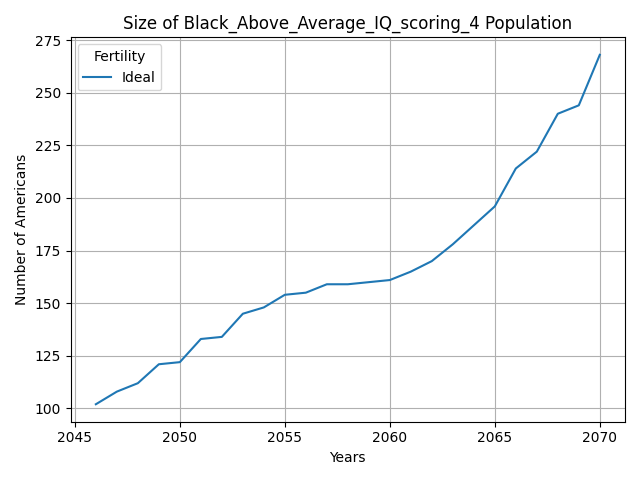 Size of Black_Above_Average_IQ_scoring_4 Population
Number of Americans
275
250
225
200
175
150
125
100
Fertility
Ideal
2045
2050
2055
2060
2065
2070
Years